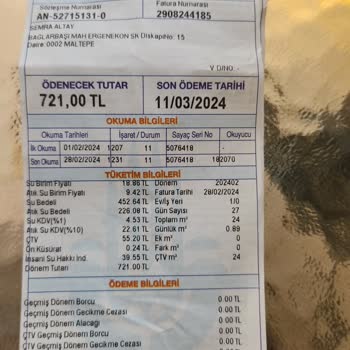 Sözleşme Numarası Fatura Numarası
AN-52715131-0 2908244185
SEMRA ALTAY
BAĞLARBAŞI MAH ERGENEKON SK DışkapıNo: 15
Daire: 0002 MALTEPE
V.DİNO: -
ÖDENECEK TUTAR SON ÖDEME TARİHİ
721,00 TL 11/03/2024
OKUMA BİLGİLERİ
Okuma Tarihleri İşaret / Durum Sayaç Seri No Okuyucu
İlk Okuma 01/02/2024 1207 11 5076418 -
Son Okuma 28/02/2024 1231 11 5076418 182070
TÜKETİM BİLGİLERİ
Su Birim Fiyatı 18.86 TL Dönem 202402
Atık Su Birim Fiyatı 9.42 TL Fatura Tarihi 28/02/2024
Su Bedeli 452.64 TL Ev/İş Yeri 1/0
Atık Su Bedeli 226.08 TL Gün Sayısı 27
Su KDV(%1) 4.53 TL Toplam m³ 24
Atık Su KDV(%10) 22.61 TL Günlük m³ 0.89
ÇTV 55.20 TL Ek m³ 0
Ön Küsürat 0.24 TL Fark m³ 0
İnsani Su Hakkı İnd. 39.55 TL ÇTV m³ 24
Dönem Tutarı 721.00 TL
ÖDEME BİLGİLERİ
Geçmiş Dönem Borcu 0.00 TL
Geçmiş Dönem Gecikme Cezası 0.00 TL
Geçmiş Dönem Alacağı 0.00 TL
ÇTV Geçmiş Dönem Borcu 0.00 TL
ÇTV Geçmiş Dönem Gecikme Cezası 0.00 TL